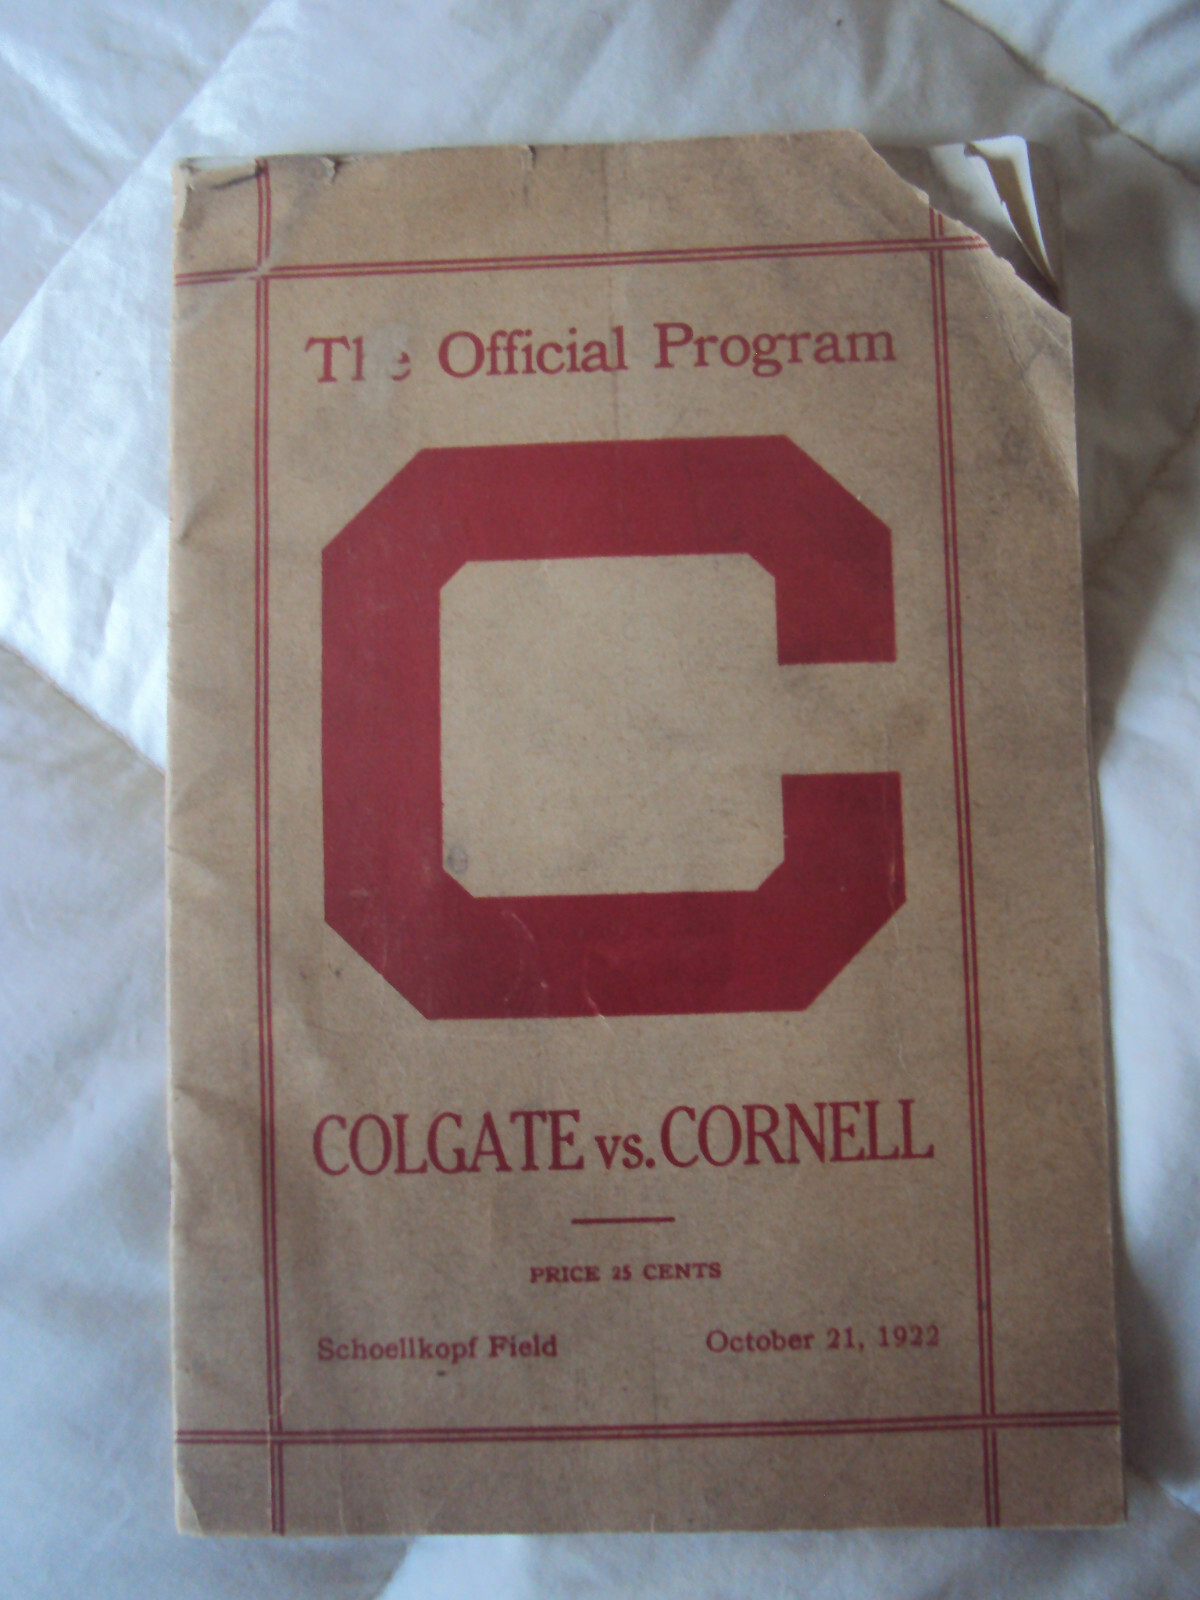 The Official Program
C
COLGATE vs. CORNELL
PRICE 25 CENTS
Schoellkopf Field October 21, 1922